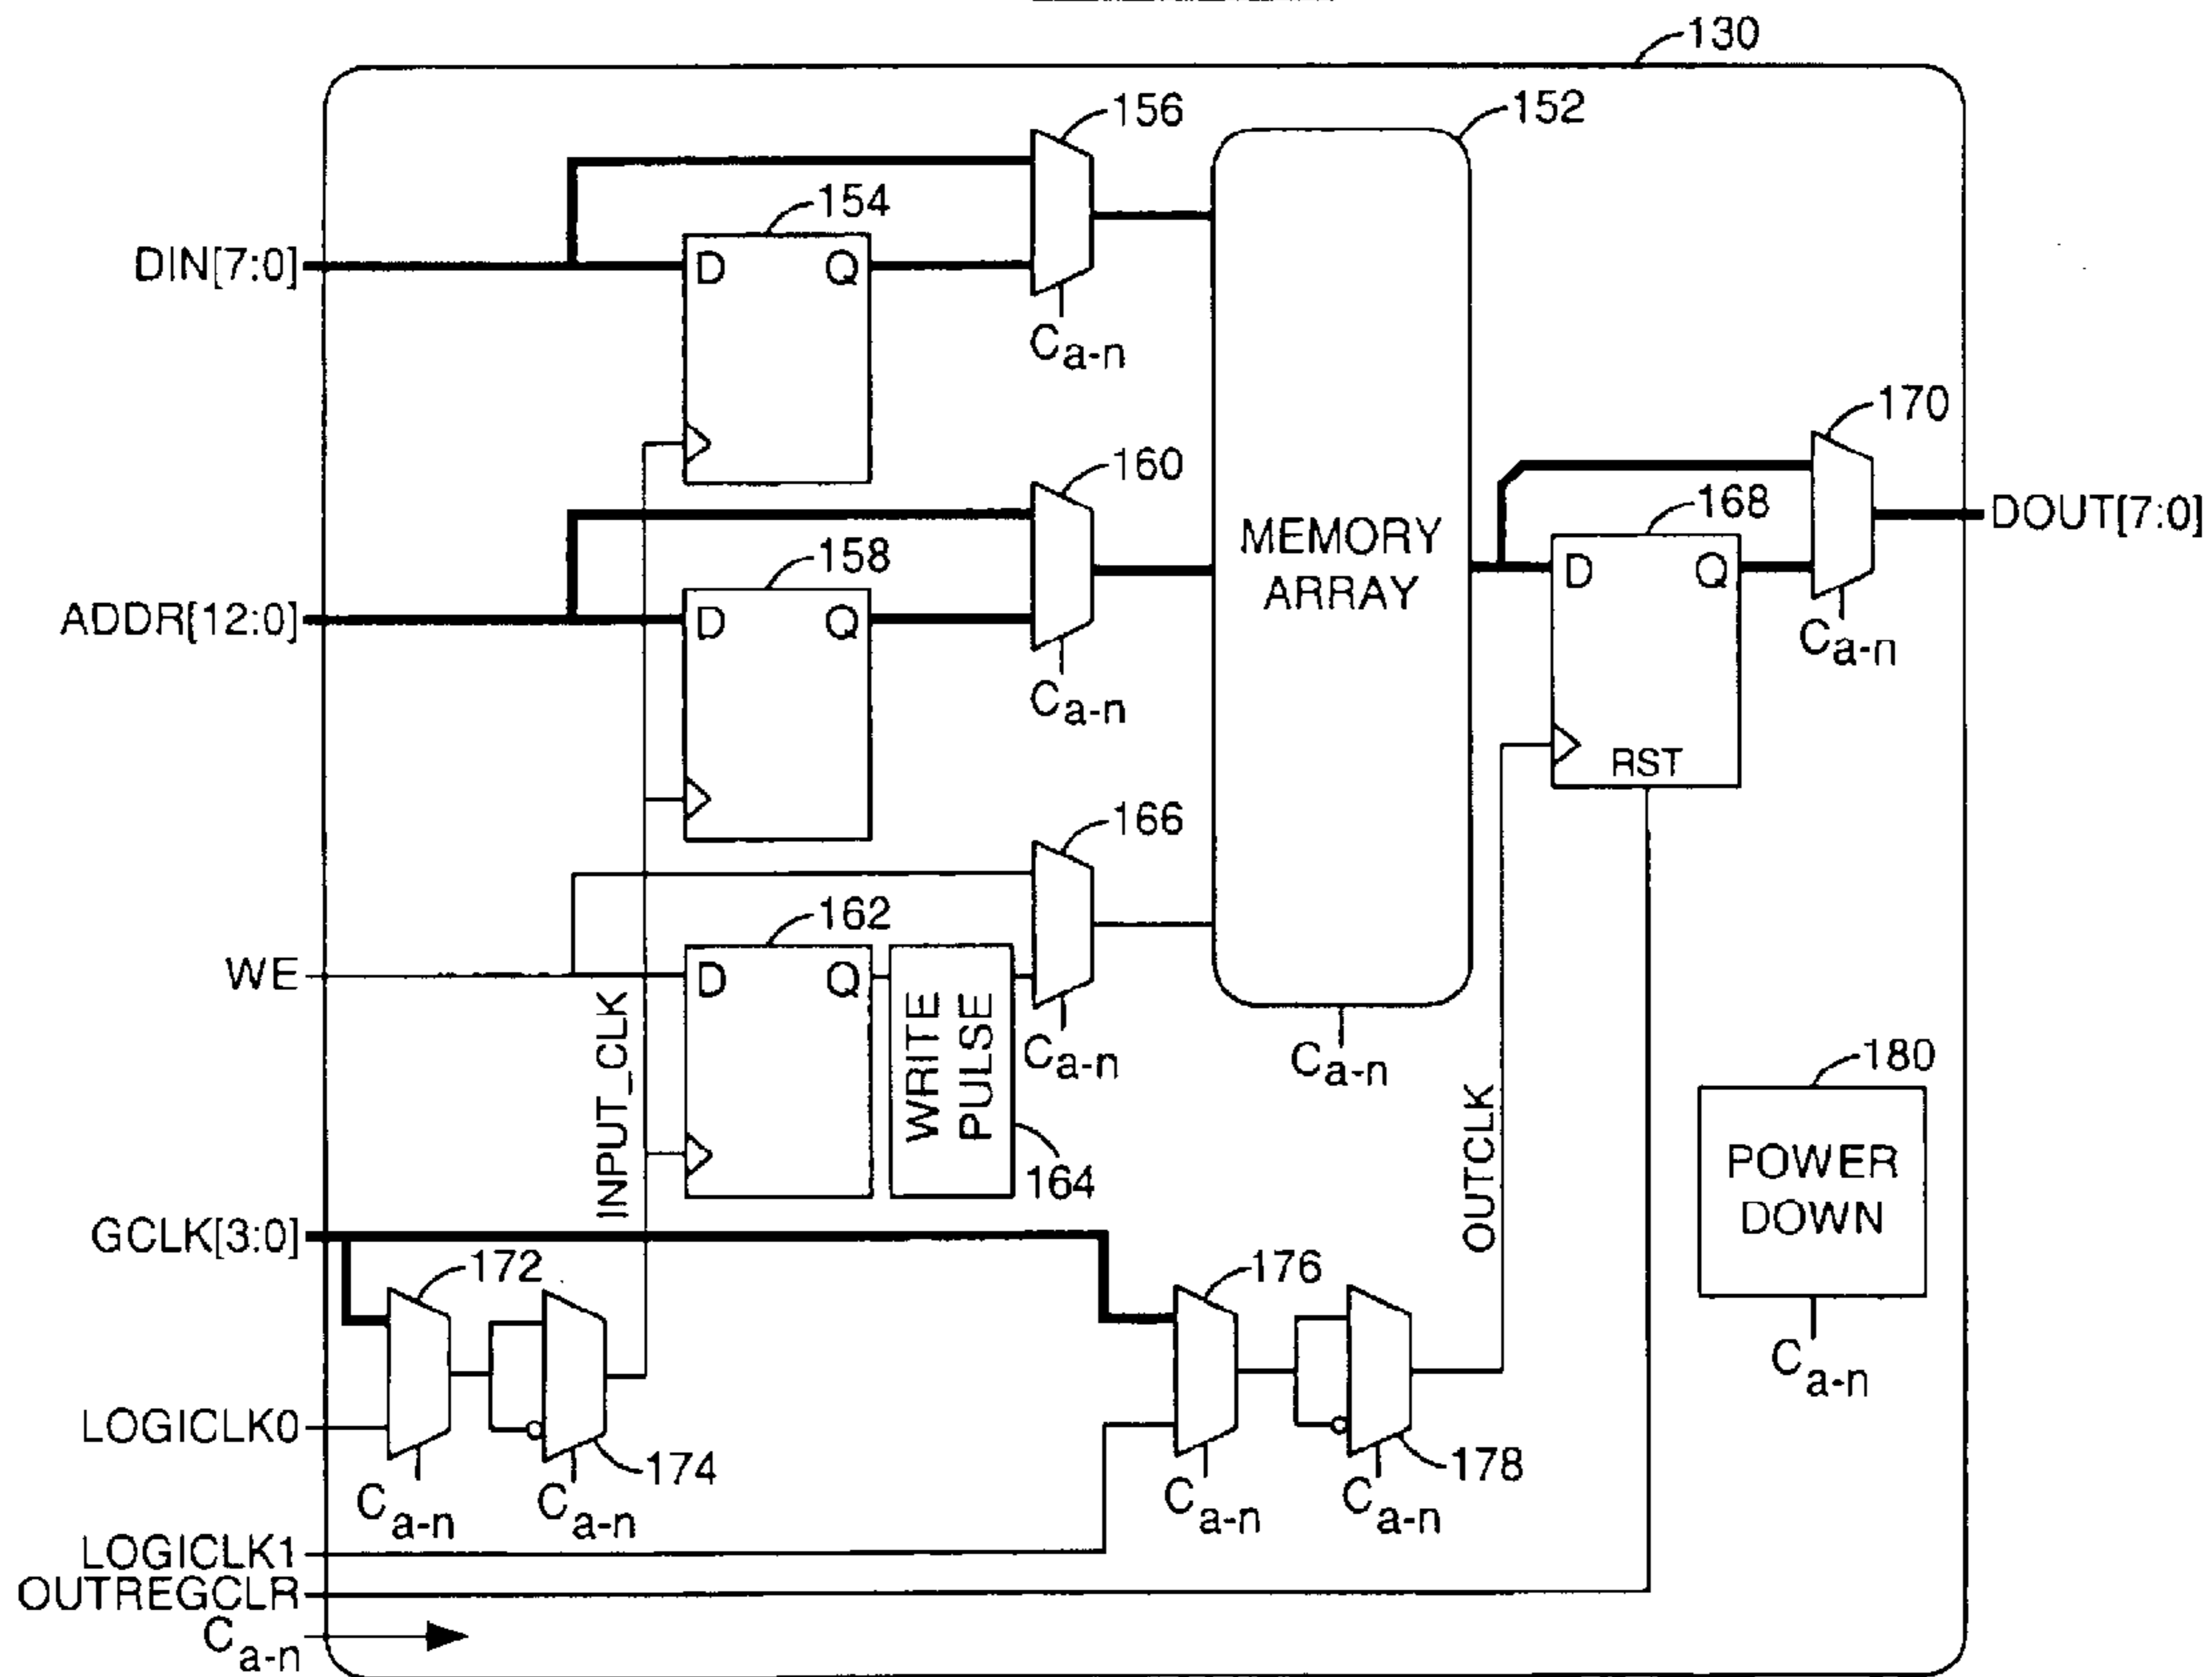 130
156
152
154
DIN[7:0]
D Q
Ca-n
170
160
168
DOUT[7:0]
MEMORY
ARRAY
158
D Q
ADDR[12:0]
D Q
Ca-n
Ca-n
RST
166
162
WE
D Q
WRITE
PULSE
INPUT_CLK
Ca-n
Ca-n
180
OUTCLK
164
POWER
DOWN
GCLK[3:0]
172
176
Ca-n
LOGICLK0
174
178
Ca-n
Ca-n
Ca-n
Ca-n
LOGICLK1
OUTREGCLR
Ca-n